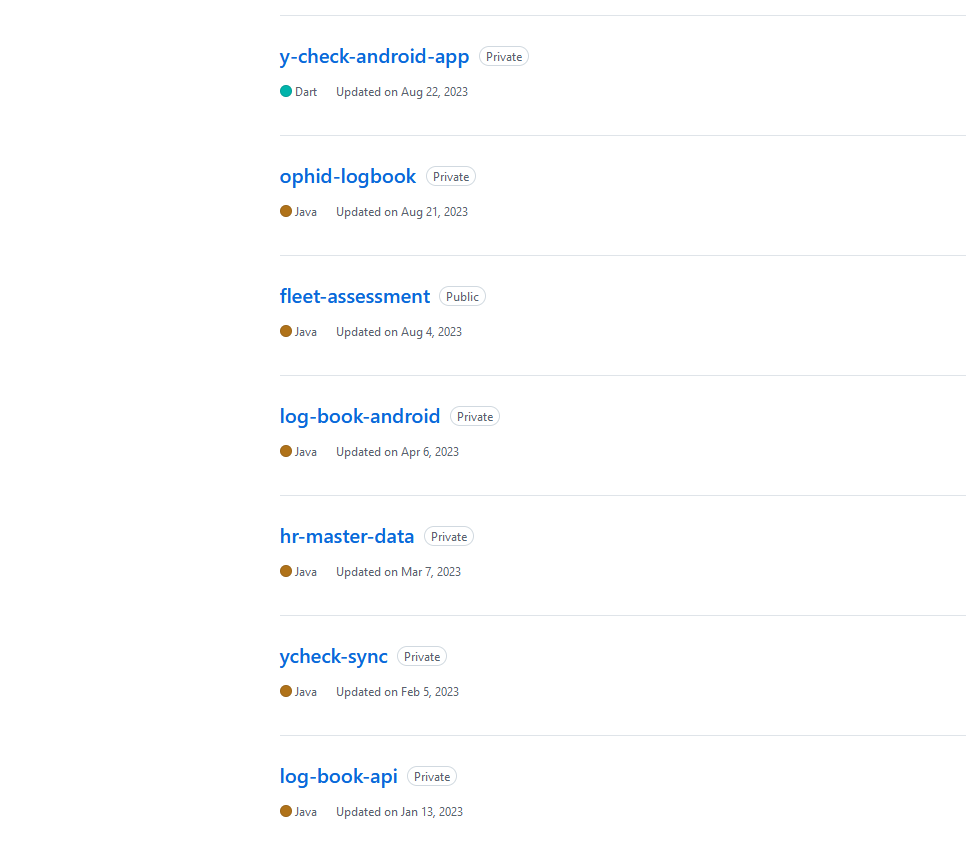 y-check-android-app Private
Dart Updated on Aug 22, 2023
ophid-logbook Private
Java Updated on Aug 21, 2023
fleet-assessment Public
Java Updated on Aug 4, 2023
log-book-android Private
Java Updated on Apr 6, 2023
hr-master-data Private
Java Updated on Mar 7, 2023
ycheck-sync Private
Java Updated on Feb 5, 2023
log-book-api Private
Java Updated on Jan 13, 2023